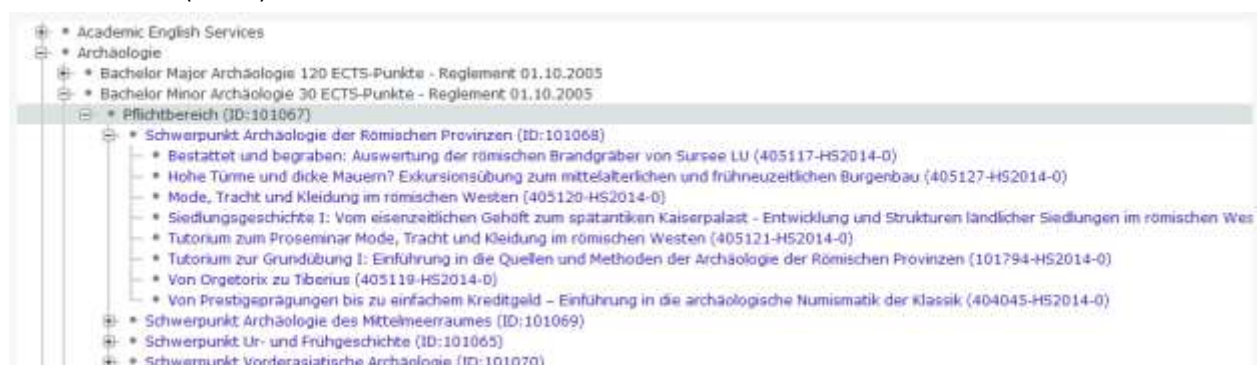 Academic English Services
Archäologie
Bachelor Major Archäologie 120 ECTS-Punkte - Reglement 01.10.2005
Bachelor Minor Archäologie 30 ECTS-Punkte - Reglement 01.10.2005
Pflichtbereich (ID:101067)
Schwerpunkt Archäologie der Römischen Provinzen (ID:101068)
Bestattet und begraben: Auswertung der römischen Brandgräber von Sursee LU (405117-HS2014-0)
Hohe Türme und dicke Mauern? Exkursionsübung zum mittelalterlichen und frühneuzeitlichen Burgenbau (405127-HS2014-0)
Mode, Tracht und Kleidung im römischen Westen (405120-HS2014-0)
Siedlungsgeschichte I: Vom eisenzeitlichen Gehöft zum spätantiken Kaiserpalast - Entwicklung und Strukturen ländlicher Siedlungen im römischen Wes
Tutorium zum Proseminar Mode, Tracht und Kleidung im römischen Westen (405121-HS2014-0)
Tutorium zur Grundübung I: Einführung in die Quellen und Methoden der Archäologie der Römischen Provinzen (101794-HS2014-0)
Von Orgetorix zu Tiberius (405119-HS2014-0)
Von Prestigeprägungen bis zu einfachem Kreditgeld – Einführung in die archäologische Numismatik der Klassik (404045-HS2014-0)
Schwerpunkt Archäologie des Mittelmeerraumes (ID:101069)
Schwerpunkt Ur- und Frühgeschichte (ID:101065)
Schwerpunkt Vorderasiatische Archäologie (ID:101070)